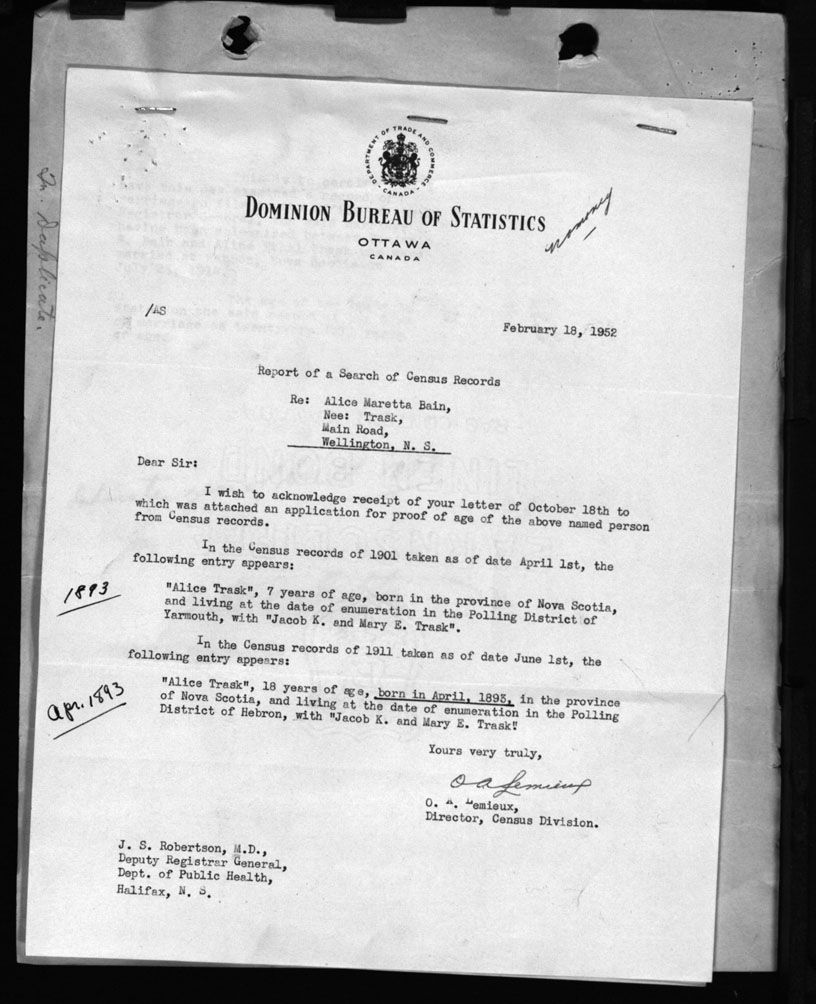 In Duplicate.
DEPARTMENT OF TRADE AND COMMERCE
CANADA
DOMINION BUREAU OF STATISTICS
OTTAWA
CANADA
no money
/AS
February 18, 1952
Report of a Search of Census Records
Re: Alice Maretta Bain,
Nee: Trask,
Main Road,
Wellington, N. S.
Dear Sir:
I wish to acknowledge receipt of your letter of October 18th to
which was attached an application for proof of age of the above named person
from Census records.
In the Census records of 1901 taken as of date April 1st, the
following entry appears:
1893
"Alice Trask", 7 years of age, born in the province of Nova Scotia,
and living at the date of enumeration in the Polling District of
Yarmouth, with "Jacob K. and Mary E. Trask".
In the Census records of 1911 taken as of date June 1st, the
following entry appears:
Apr. 1893
"Alice Trask", 18 years of age, born in April, 1893, in the province
of Nova Scotia, and living at the date of enumeration in the Polling
District of Hebron, with "Jacob K. and Mary E. Trask"
Yours very truly,
O A Lemieux
O. A. Lemieux,
Director, Census Division.
J. S. Robertson, M.D.,
Deputy Registrar General,
Dept. of Public Health,
Halifax, N. S.